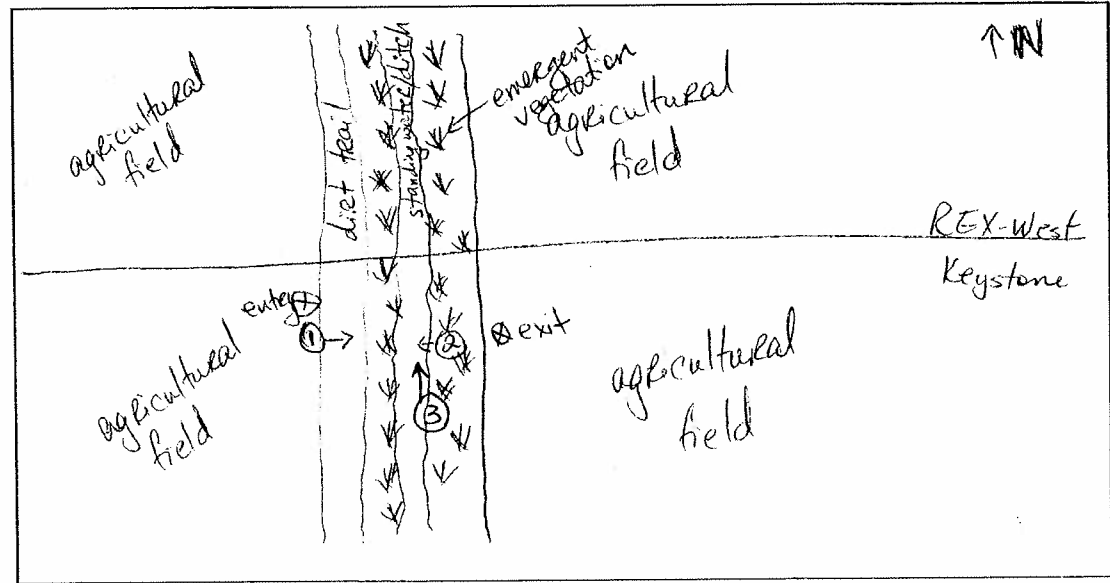 ↑ N
agricultural
field
dirt trail
standing water/ditch
emergent
vegetation
agricultural
field
REX-West
Keystone
entry
1
2
3
exit
agricultural
field
agricultural
field